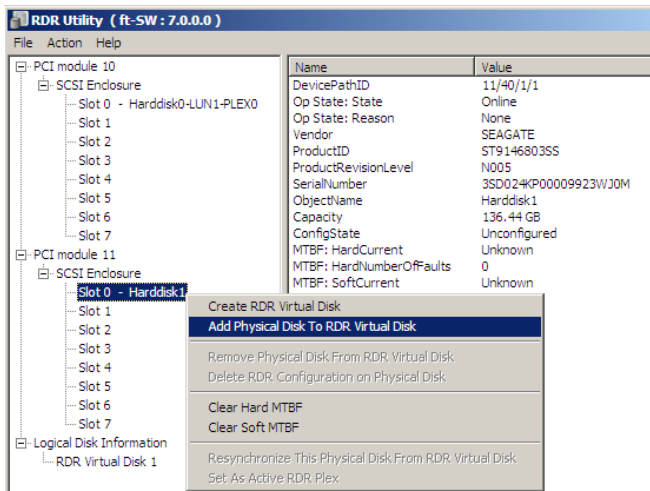 RDR Utility ( ft-SW : 7.0.0.0 )
File Action Help
PCI module 10
SCSI Enclosure
Slot 0 - Harddisk0-LUN1-PLEX0
Slot 1
Slot 2
Slot 3
Slot 4
Slot 5
Slot 6
Slot 7
PCI module 11
SCSI Enclosure
Slot 0 - Harddisk1
Slot 1
Slot 2
Slot 3
Slot 4
Slot 5
Slot 6
Slot 7
Logical Disk Information
RDR Virtual Disk 1
Name Value
DevicePathID 11/40/1/1
Op State: State Online
Op State: Reason None
Vendor SEAGATE
ProductID ST9146803SS
ProductRevisionLevel N005
SerialNumber 3SD024KP00009923WJ0M
ObjectName Harddisk1
Capacity 136.44 GB
ConfigState Unconfigured
MTBF: HardCurrent Unknown
MTBF: HardNumberOfFaults 0
MTBF: SoftCurrent Unknown
Create RDR Virtual Disk
Add Physical Disk To RDR Virtual Disk
Remove Physical Disk From RDR Virtual Disk
Delete RDR Configuration on Physical Disk
Clear Hard MTBF
Clear Soft MTBF
Resynchronize This Physical Disk From RDR Virtual Disk
Set As Active RDR Plex